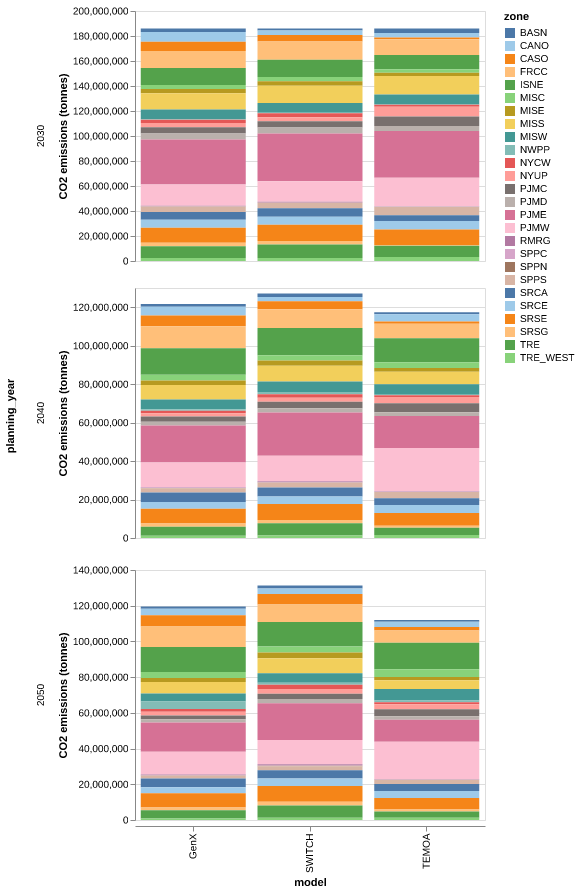 planning_year
2030
CO2 emissions (tonnes)
200,000,000
180,000,000
160,000,000
140,000,000
120,000,000
100,000,000
80,000,000
60,000,000
40,000,000
20,000,000
0
2040
CO2 emissions (tonnes)
120,000,000
100,000,000
80,000,000
60,000,000
40,000,000
20,000,000
0
2050
CO2 emissions (tonnes)
140,000,000
120,000,000
100,000,000
80,000,000
60,000,000
40,000,000
20,000,000
0
GenX
SWITCH
TEMOA
model
zone
BASN
CANO
CASO
FRCC
ISNE
MISC
MISE
MISS
MISW
NWPP
NYCW
NYUP
PJMC
PJMD
PJME
PJMW
RMRG
SPPC
SPPN
SPPS
SRCA
SRCE
SRSE
SRSG
TRE
TRE_WEST